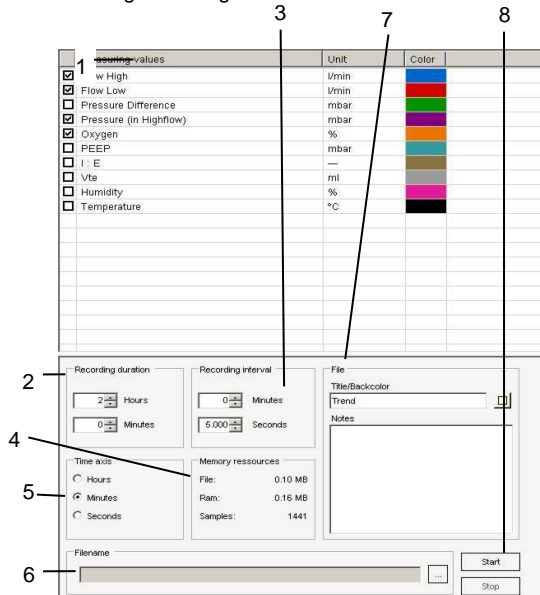 3 7 8
1 asuring values Unit Color
w High l/min
Flow Low l/min
Pressure Difference mbar
Pressure (in Highflow) mbar
Oxygen %
PEEP mbar
I : E —
Vte ml
Humidity %
Temperature °C
2
Recording duration
2 Hours
0 Minutes
Recording interval
0 Minutes
5.000 Seconds
File
Title/Backcolor
Trend
Notes
4
5
Time axis
Hours
Minutes
Seconds
Memory ressources
File: 0.10 MB
Ram: 0.16 MB
Samples: 1441
6
Filename
...
Start
Stop